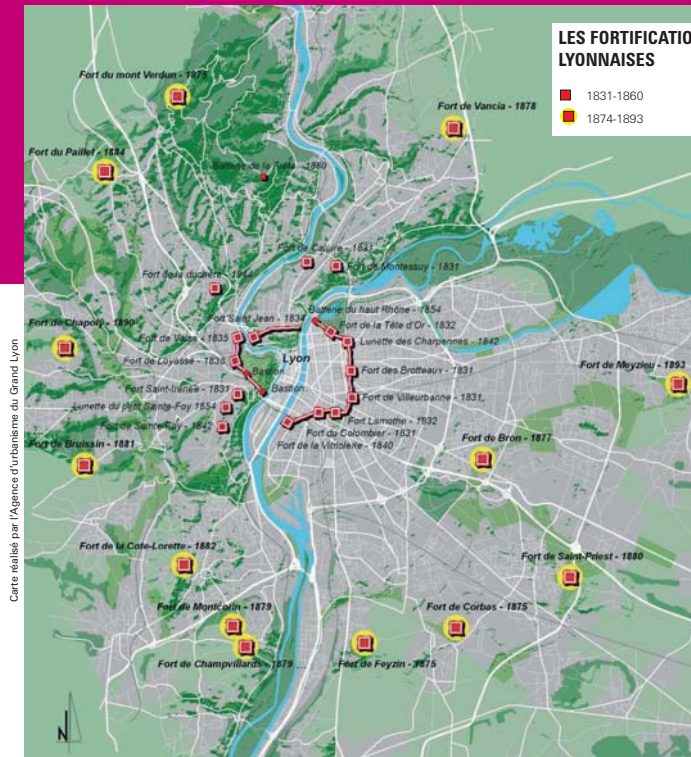 LES FORTIFICATIO
LYONNAISES
1831-1860
1874-1893
Fort du mont Verdun - 1875
Fort de Vancia - 1878
Fort du Paillet - 1884
Batterie de la Fréta - 1880
Fort de Caluire - 1831
Fort de Montessuy - 1831
Fort de la duchère - 1844
Batterie du haut Rhône - 1854
Fort Saint Jean - 1834
Fort de la Tête d'Or - 1832
Fort de Chapoly - 1890
Fort de Vaise - 1835
Lunette des Charpennes - 1842
Lyon
Fort de Loyasse - 1836
Fort de Meyzieu - 1893
Bastion
Fort des Brotteaux - 1831
Fort Saint-Irénée - 1831
Bastion
Fort de Villeurbanne - 1831,
Lunette du Sainte-Foy 1854
Fort Lamothe - 1832
Fort de Sainte-Foy - 1842
Fort du Colombier - 1831
Fort de Bruissin - 1881
Fort de la Vitriolerie - 1840
Fort de Bron - 1877
Fort de la Cote-Lorette - 1882
Fort de Saint-Priest - 1880
Fort de Montcorin - 1879
Fort de Corbas - 1875
Fort de Champvillards - 1879
Fort de Feyzin - 1875
N
Carte réalisé par l'Agence d'urbanisme du Grand Lyon